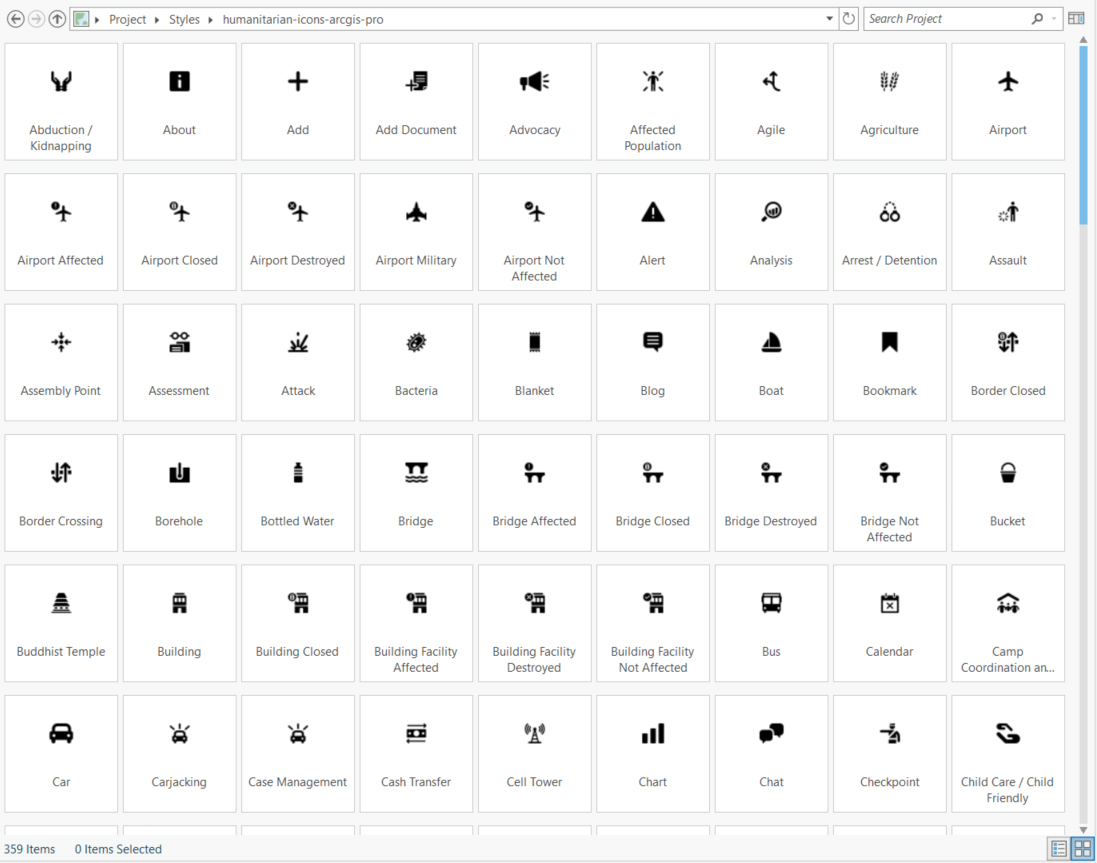 Project Styles humanitarian-icons-arcgis-pro Search Project
Abduction / Kidnapping
About
Add
Add Document
Advocacy
Affected Population
Agile
Agriculture
Airport
Airport Affected
Airport Closed
Airport Destroyed
Airport Military
Airport Not Affected
Alert
Analysis
Arrest / Detention
Assault
Assembly Point
Assessment
Attack
Bacteria
Blanket
Blog
Boat
Bookmark
Border Closed
Border Crossing
Borehole
Bottled Water
Bridge
Bridge Affected
Bridge Closed
Bridge Destroyed
Bridge Not Affected
Bucket
Buddhist Temple
Building
Building Closed
Building Facility Affected
Building Facility Destroyed
Building Facility Not Affected
Bus
Calendar
Camp Coordination an...
Car
Carjacking
Case Management
Cash Transfer
Cell Tower
Chart
Chat
Checkpoint
Child Care / Child Friendly
359 Items 0 Items Selected